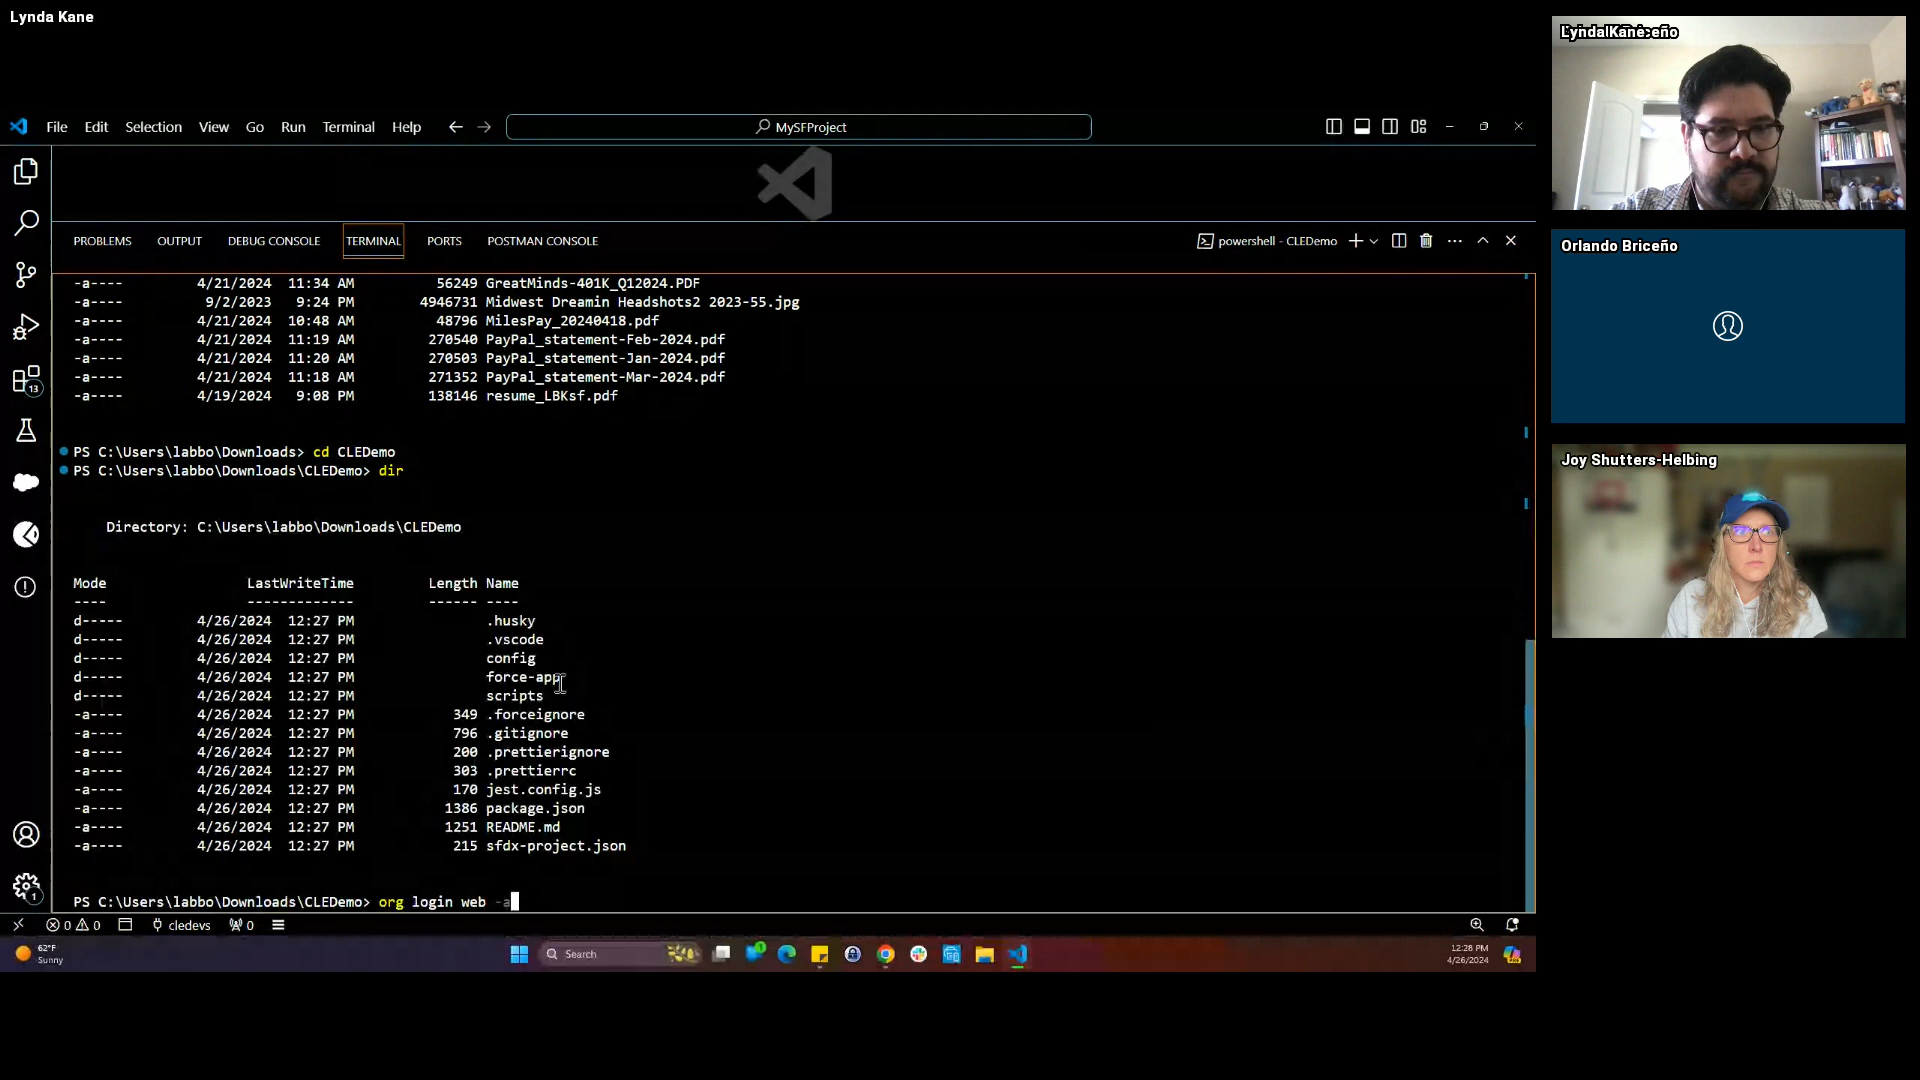 Lynda Kane
File Edit Selection View Go Run Terminal Help
MySFProject
PROBLEMS OUTPUT DEBUG CONSOLE TERMINAL PORTS POSTMAN CONSOLE
powershell - CLEDemo
-a---- 4/21/2024 11:34 AM 56249 GreatMinds-401K_Q12024.PDF
-a---- 9/2/2023 9:24 PM 4946731 Midwest Dreamin Headshots2 2023-55.jpg
-a---- 4/21/2024 10:48 AM 48796 MilesPay_20240418.pdf
-a---- 4/21/2024 11:19 AM 270540 PayPal_statement-Feb-2024.pdf
-a---- 4/21/2024 11:20 AM 270503 PayPal_statement-Jan-2024.pdf
-a---- 4/21/2024 11:18 AM 271352 PayPal_statement-Mar-2024.pdf
-a---- 4/19/2024 9:08 PM 138146 resume_LBKsf.pdf
PS C:\Users\labbo\Downloads> cd CLEDemo
PS C:\Users\labbo\Downloads\CLEDemo> dir
Directory: C:\Users\labbo\Downloads\CLEDemo
Mode LastWriteTime Length Name
---- ------------- ------ ----
d----- 4/26/2024 12:27 PM .husky
d----- 4/26/2024 12:27 PM .vscode
d----- 4/26/2024 12:27 PM config
d----- 4/26/2024 12:27 PM force-app
d----- 4/26/2024 12:27 PM scripts
-a---- 4/26/2024 12:27 PM 349 .forceignore
-a---- 4/26/2024 12:27 PM 796 .gitignore
-a---- 4/26/2024 12:27 PM 200 .prettierignore
-a---- 4/26/2024 12:27 PM 303 .prettierrc
-a---- 4/26/2024 12:27 PM 170 jest.config.js
-a---- 4/26/2024 12:27 PM 1386 package.json
-a---- 4/26/2024 12:27 PM 1251 README.md
-a---- 4/26/2024 12:27 PM 215 sfdx-project.json
PS C:\Users\labbo\Downloads\CLEDemo> org login web -a
13
1
0 0 cledevs 0
62°F
Sunny
Search
1
12:28 PM
4/26/2024
Orlando Briceño
Joy Shutters-Helbing